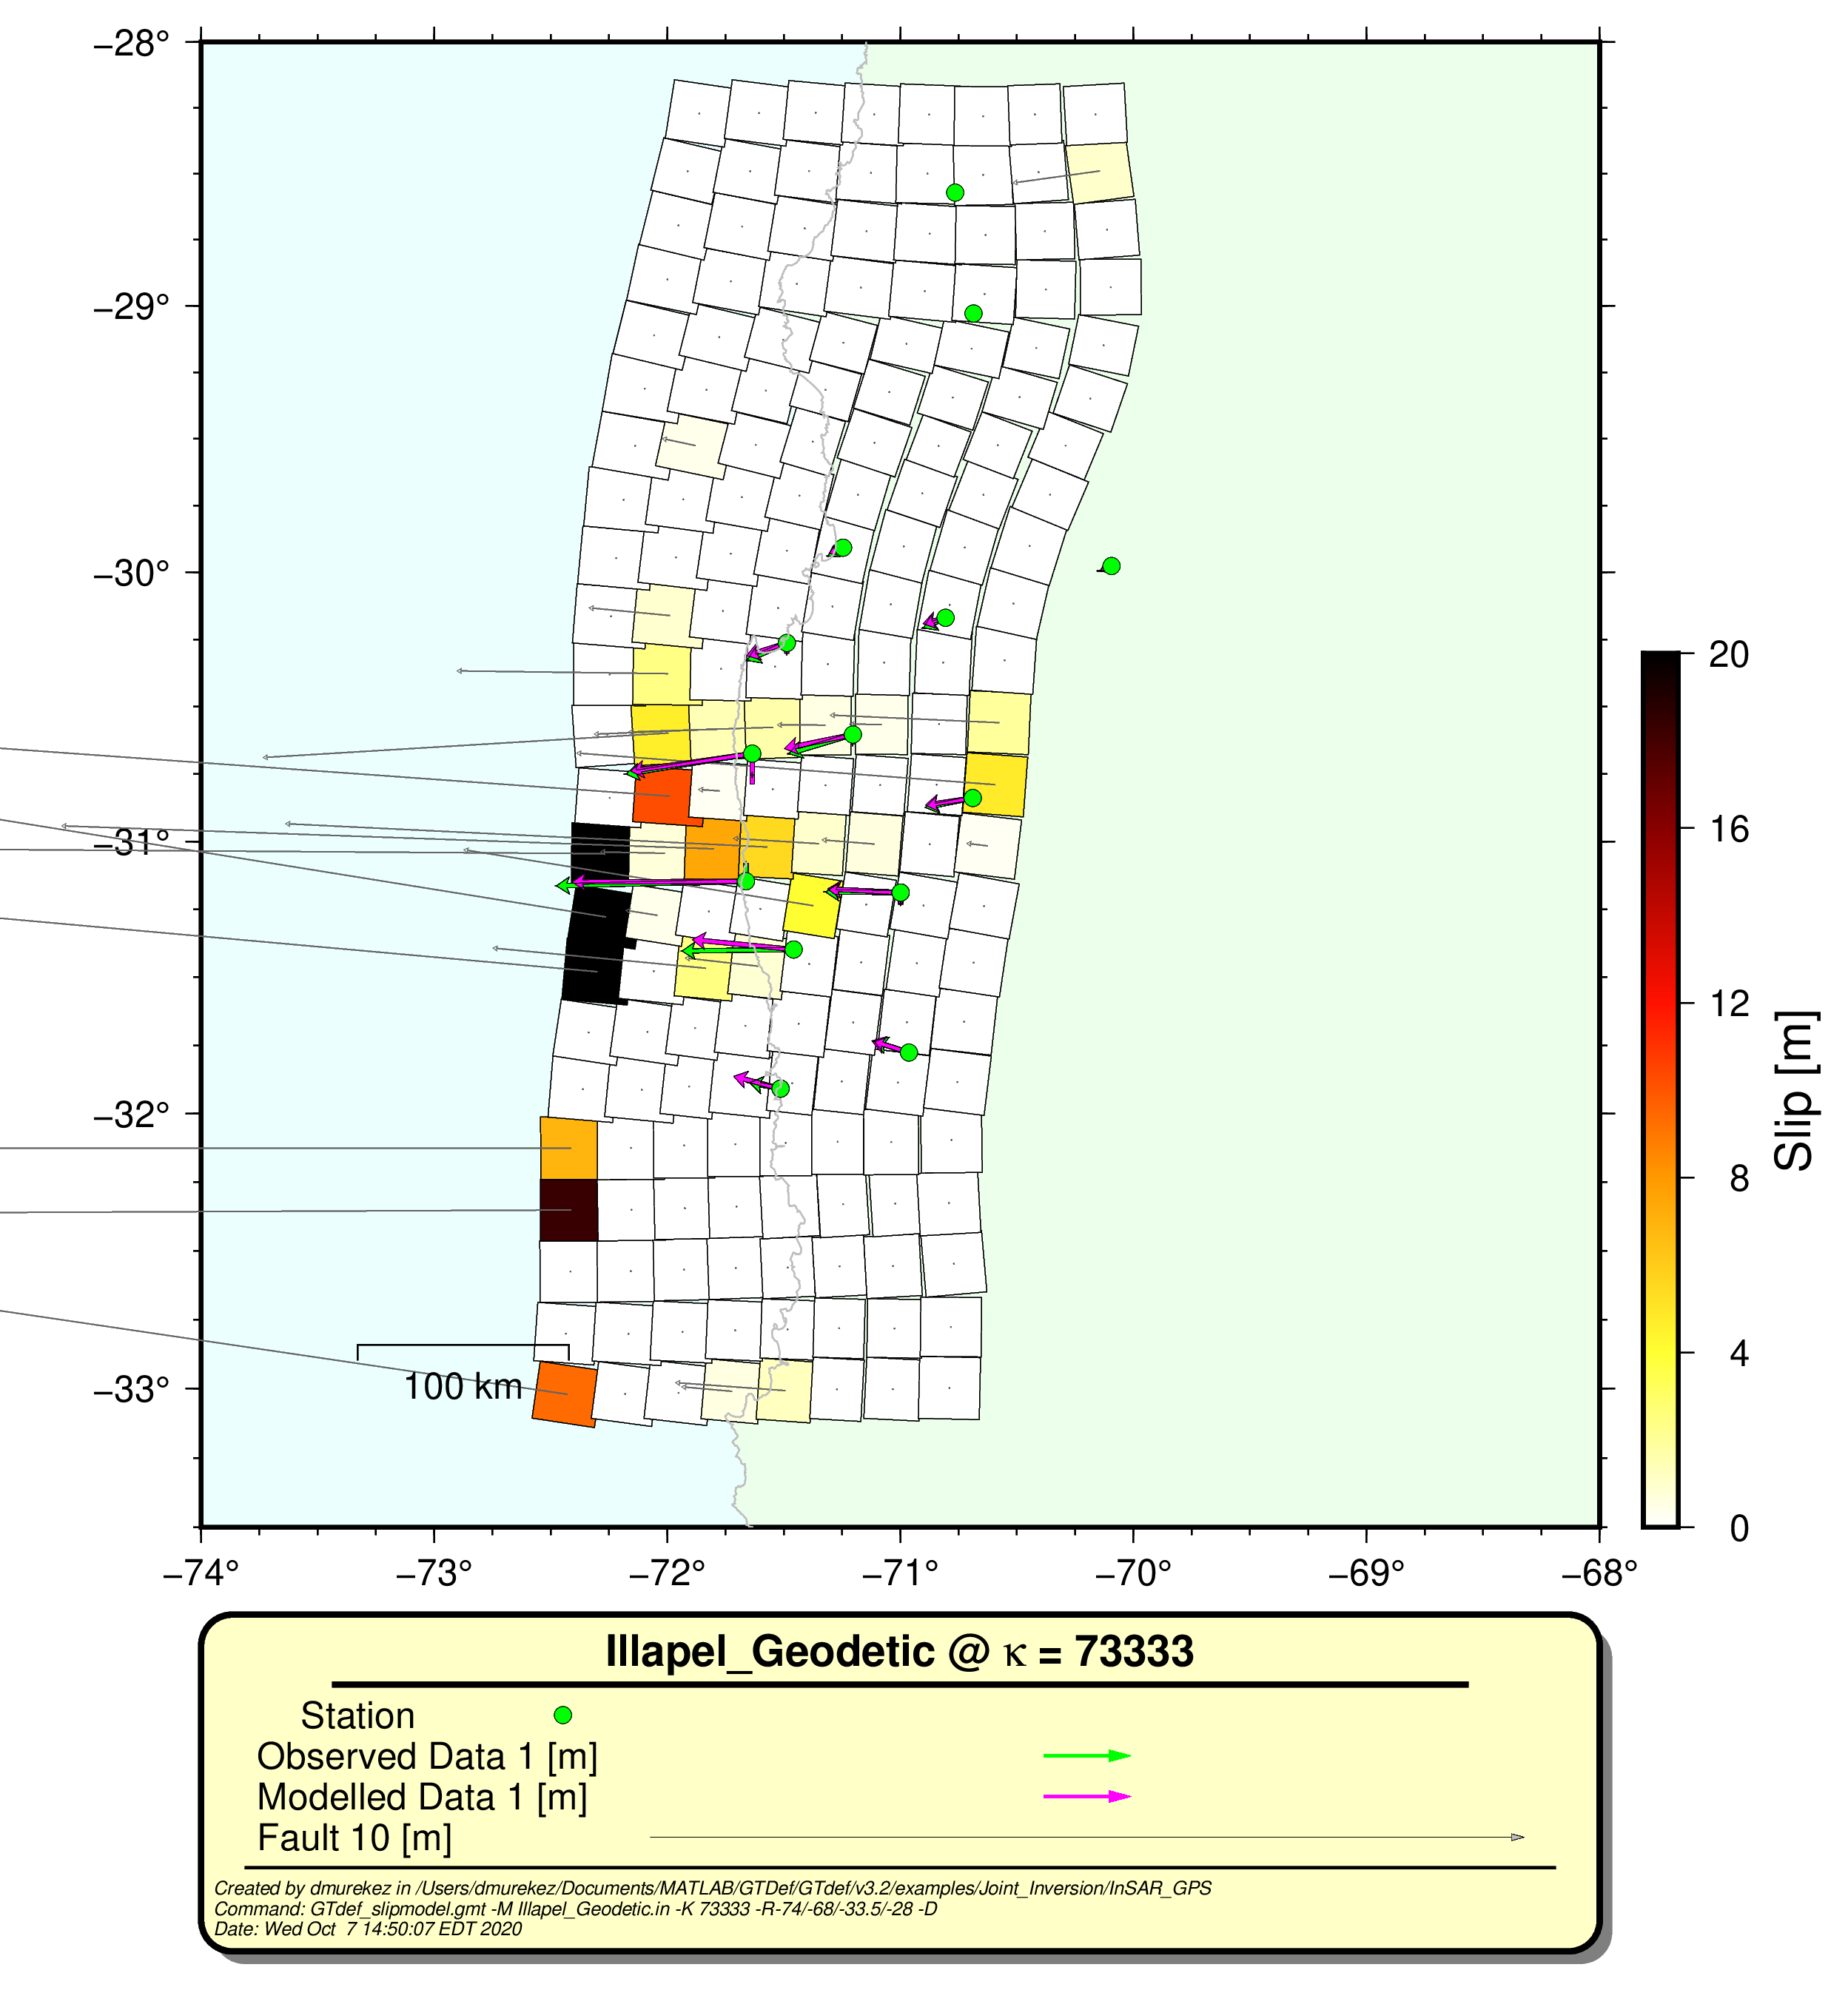 −28°
−29°
−30°
−31°
−32°
−33°
100 km
−74°
−73°
−72°
−71°
−70°
−69°
−68°
20
16
12
8
4
0
Slip [m]
Illapel_Geodetic @ κ = 73333
Station
Observed Data 1 [m]
Modelled Data 1 [m]
Fault 10 [m]
Created by dmurekez in /Users/dmurekez/Documents/MATLAB/GTDef/GTdef/v3.2/examples/Joint_Inversion/InSAR_GPS
Command: GTdef_slipmodel.gmt -M Illapel_Geodetic.in -K 73333 -R-74/-68/-33.5/-28 -D
Date: Wed Oct  7 14:50:07 EDT 2020